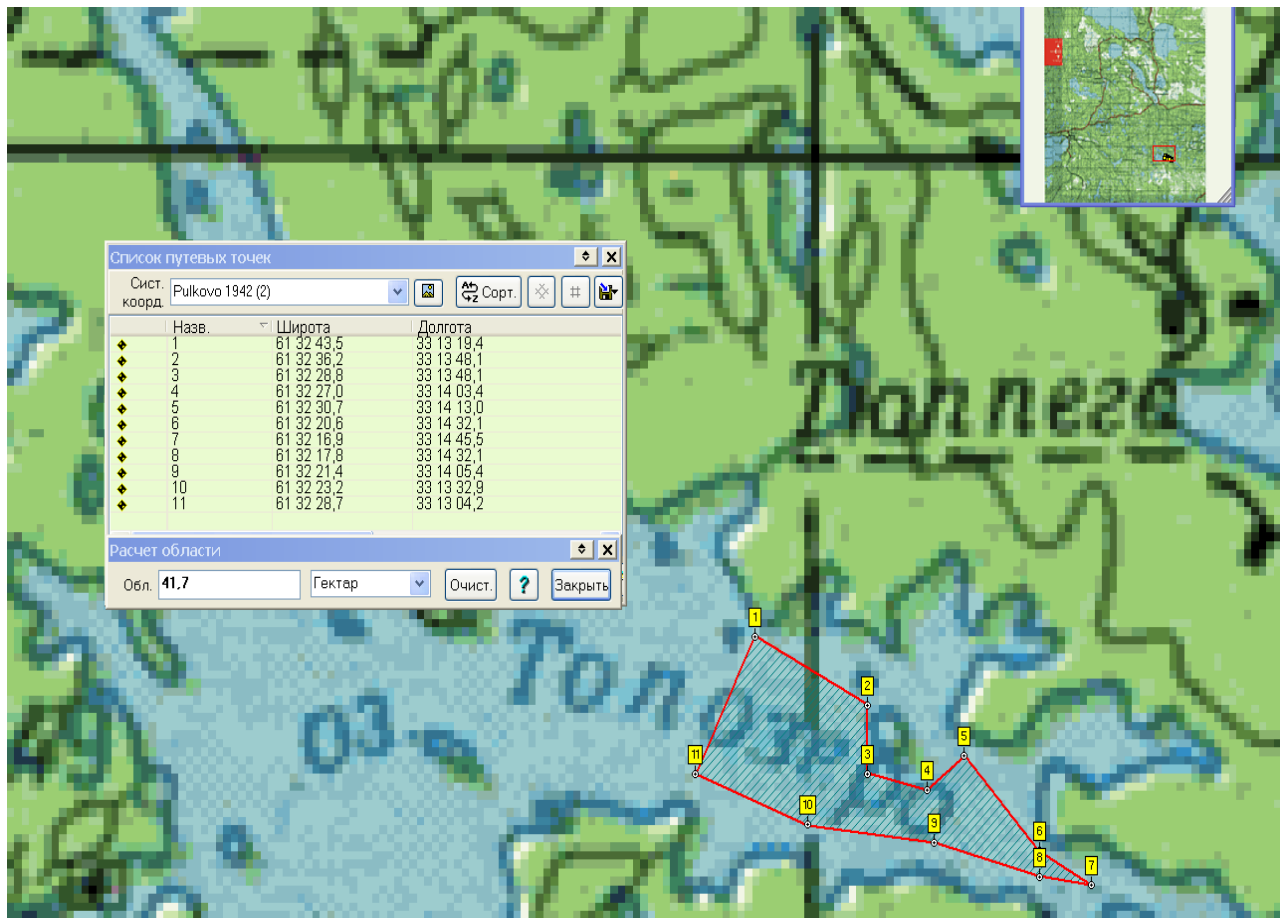 Список путевых точек
Сист. коорд. Pulkovo 1942 (2) Сорт.
Назв. Широта Долгота
1 61 32 43,5 33 13 19,4
2 61 32 36,2 33 13 48,1
3 61 32 28,8 33 13 48,1
4 61 32 27,0 33 14 03,4
5 61 32 30,7 33 14 13,0
6 61 32 20,6 33 14 32,1
7 61 32 16,9 33 14 45,5
8 61 32 17,8 33 14 32,1
9 61 32 21,4 33 14 05,4
10 61 32 23,2 33 13 32,9
11 61 32 28,7 33 13 04,2
Расчет области
Обл. 41,7 Гектар Очист. ? Закрыть
Топпега
Оз. Топозеро
1
2
3
4
5
6
7
8
9
10
11